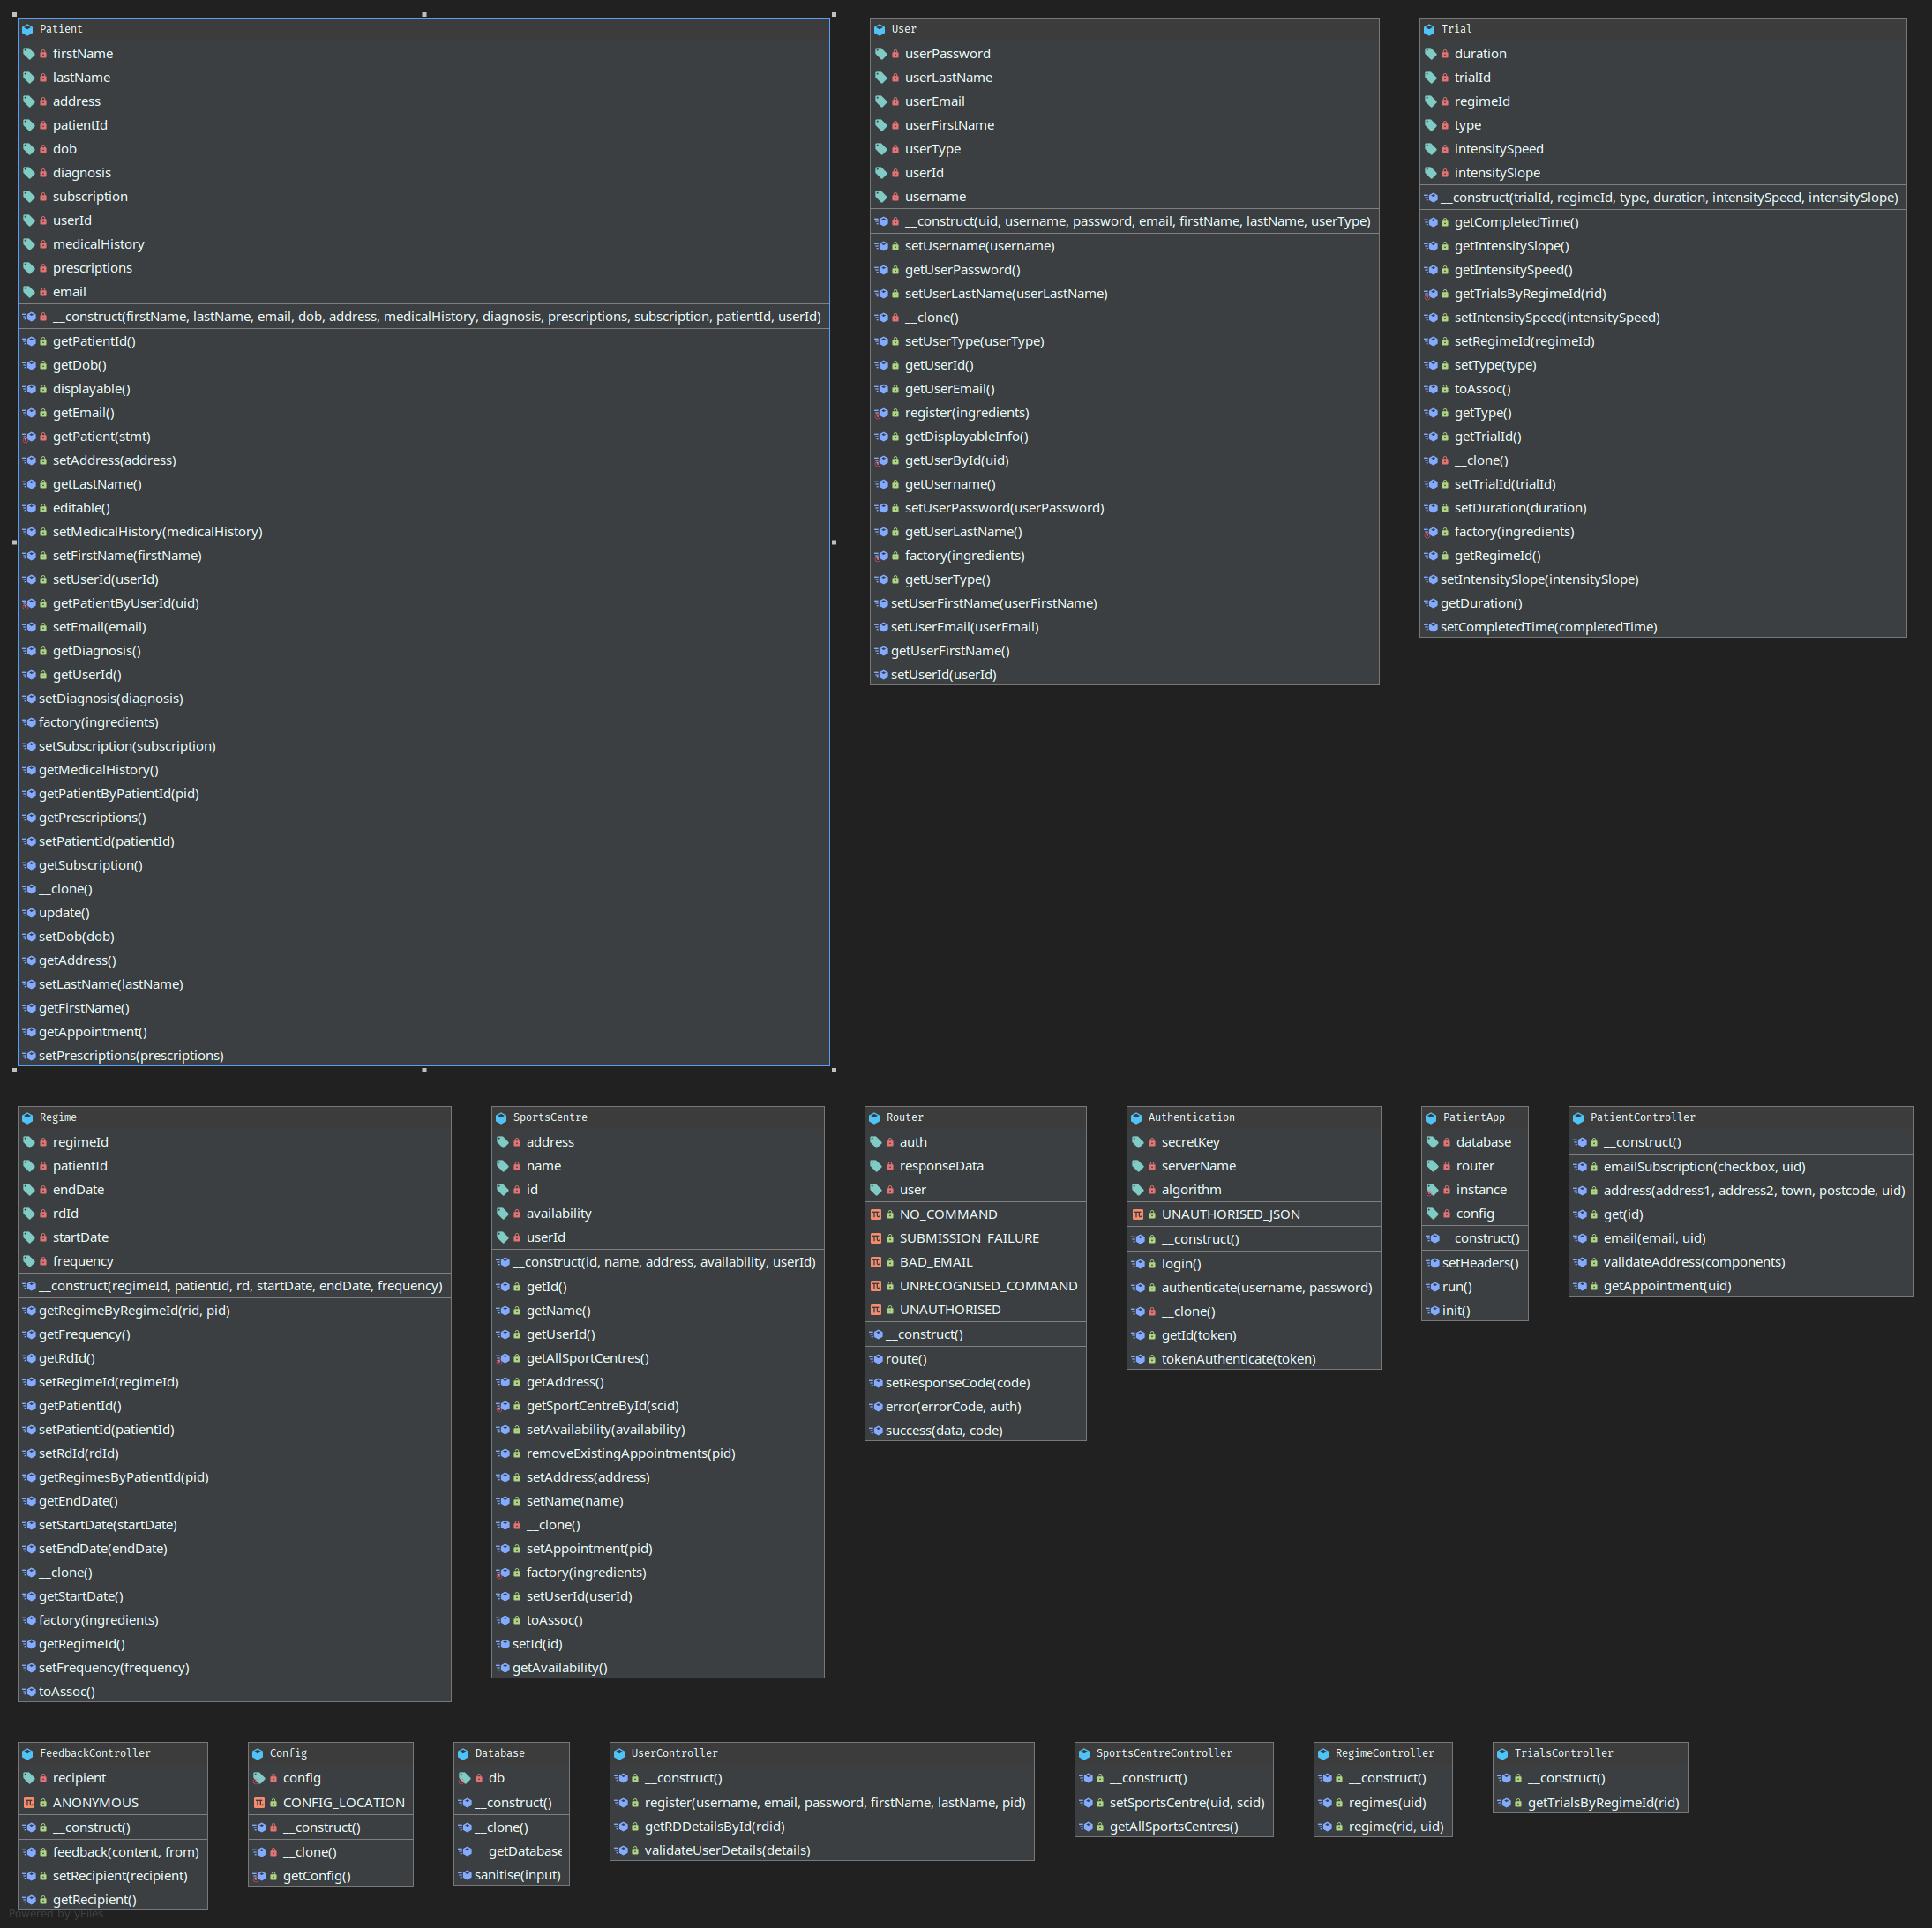 Patient
firstName
lastName
address
patientId
dob
diagnosis
subscription
userId
medicalHistory
prescriptions
email
__construct(firstName, lastName, email, dob, address, medicalHistory, diagnosis, prescriptions, subscription, patientId, userId)
getPatientId()
getDob()
displayable()
getEmail()
getPatient(stmt)
setAddress(address)
getLastName()
editable()
setMedicalHistory(medicalHistory)
setFirstName(firstName)
setUserId(userId)
getPatientByUserId(uid)
setEmail(email)
getDiagnosis()
getUserId()
setDiagnosis(diagnosis)
factory(ingredients)
setSubscription(subscription)
getMedicalHistory()
getPatientByPatientId(pid)
getPrescriptions()
setPatientId(patientId)
getSubscription()
__clone()
update()
setDob(dob)
getAddress()
setLastName(lastName)
getFirstName()
getAppointment()
setPrescriptions(prescriptions)
User
userPassword
userLastName
userEmail
userFirstName
userType
userId
username
__construct(uid, username, password, email, firstName, lastName, userType)
setUsername(username)
getUserPassword()
setUserLastName(userLastName)
__clone()
setUserType(userType)
getUserId()
getUserEmail()
register(ingredients)
getDisplayableInfo()
getUserById(uid)
getUsername()
setUserPassword(userPassword)
getUserLastName()
factory(ingredients)
getUserType()
setUserFirstName(userFirstName)
setUserEmail(userEmail)
getUserFirstName()
setUserId(userId)
Trial
duration
trialId
regimeId
type
intensitySpeed
intensitySlope
__construct(trialId, regimeId, type, duration, intensitySpeed, intensitySlope)
getCompletedTime()
getIntensitySlope()
getIntensitySpeed()
getTrialsByRegimeId(rid)
setIntensitySpeed(intensitySpeed)
setRegimeId(regimeId)
setType(type)
toAssoc()
getType()
getTrialId()
__clone()
setTrialId(trialId)
setDuration(duration)
factory(ingredients)
getRegimeId()
setIntensitySlope(intensitySlope)
getDuration()
setCompletedTime(completedTime)
Regime
regimeId
patientId
endDate
rdId
startDate
frequency
__construct(regimeId, patientId, rd, startDate, endDate, frequency)
getRegimeByRegimeId(rid, pid)
getFrequency()
getRdId()
setRegimeId(regimeId)
getPatientId()
setPatientId(patientId)
setRdId(rdId)
getRegimesByPatientId(pid)
getEndDate()
setStartDate(startDate)
setEndDate(endDate)
__clone()
getStartDate()
factory(ingredients)
getRegimeId()
setFrequency(frequency)
toAssoc()
SportsCentre
address
name
id
availability
userId
__construct(id, name, address, availability, userId)
getId()
getName()
getUserId()
getAllSportCentres()
getAddress()
getSportCentreById(scid)
setAvailability(availability)
removeExistingAppointments(pid)
setAddress(address)
setName(name)
__clone()
setAppointment(pid)
factory(ingredients)
setUserId(userId)
toAssoc()
setId(id)
getAvailability()
Router
auth
responseData
user
NO_COMMAND
SUBMISSION_FAILURE
BAD_EMAIL
UNRECOGNISED_COMMAND
UNAUTHORISED
__construct()
route()
setResponseCode(code)
error(errorCode, auth)
success(data, code)
Authentication
secretKey
serverName
algorithm
UNAUTHORISED_JSON
__construct()
login()
authenticate(username, password)
__clone()
getId(token)
tokenAuthenticate(token)
PatientApp
database
router
instance
config
__construct()
setHeaders()
run()
init()
PatientController
__construct()
emailSubscription(checkbox, uid)
address(address1, address2, town, postcode, uid)
get(id)
email(email, uid)
validateAddress(components)
getAppointment(uid)
FeedbackController
recipient
ANONYMOUS
__construct()
feedback(content, from)
setRecipient(recipient)
getRecipient()
Config
config
CONFIG_LOCATION
__construct()
__clone()
getConfig()
Database
db
__construct()
__clone()
getDatabase
sanitise(input)
UserController
__construct()
register(username, email, password, firstName, lastName, pid)
getRDDetailsById(rdid)
validateUserDetails(details)
SportsCentreController
__construct()
setSportsCentre(uid, scid)
getAllSportsCentres()
RegimeController
__construct()
regimes(uid)
regime(rid, uid)
TrialsController
__construct()
getTrialsByRegimeId(rid)
Powered by yFiles